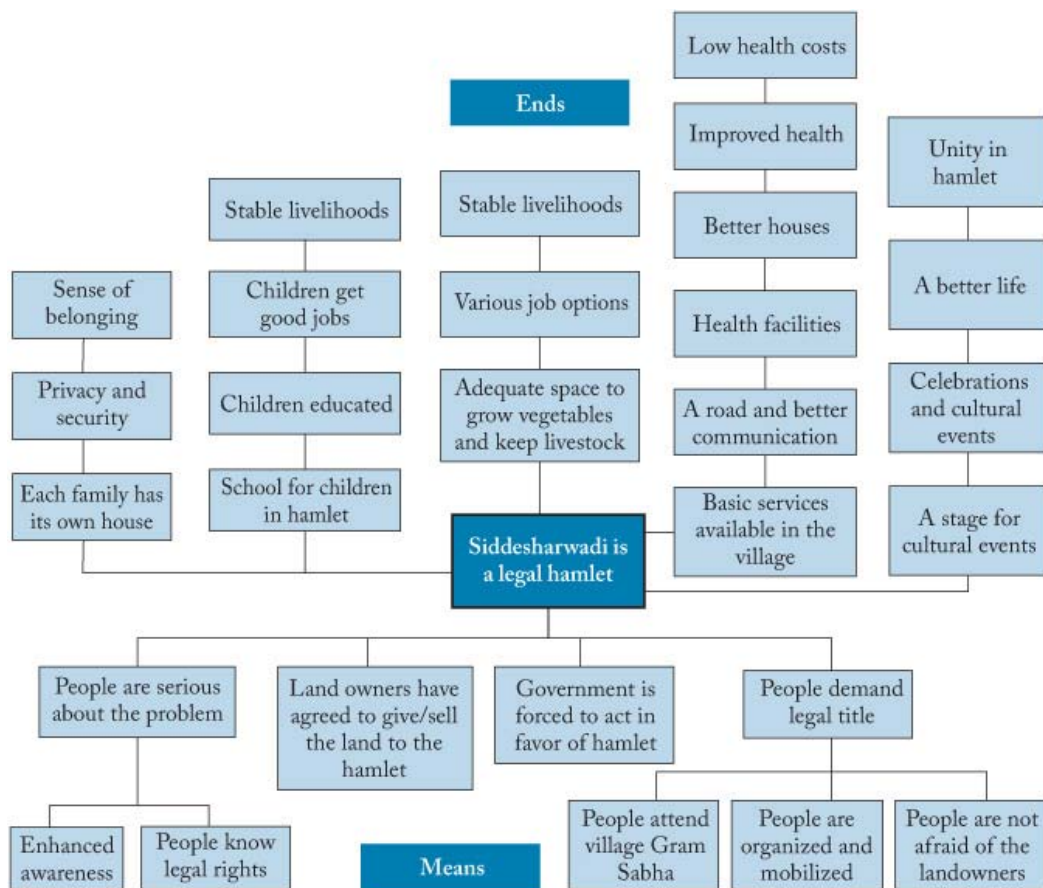 Low health costs
Ends
Improved health
Unity in
hamlet
Stable livelihoods
Stable livelihoods
Better houses
Sense of
belonging
Children get
good jobs
Various job options
A better life
Health facilities
Privacy and
security
Children educated
Adequate space to
grow vegetables
and keep livestock
A road and better
communication
Celebrations
and cultural
events
Each family has
its own house
School for children
in hamlet
Siddesharwadi is
a legal hamlet
Basic services
available in the
village
A stage for
cultural events
People are serious
about the problem
Land owners have
agreed to give/sell
the land to the
hamlet
Government is
forced to act in
favor of hamlet
People demand
legal title
Enhanced
awareness
People know
legal rights
Means
People attend
village Gram
Sabha
People are
organized and
mobilized
People are not
afraid of the
landowners